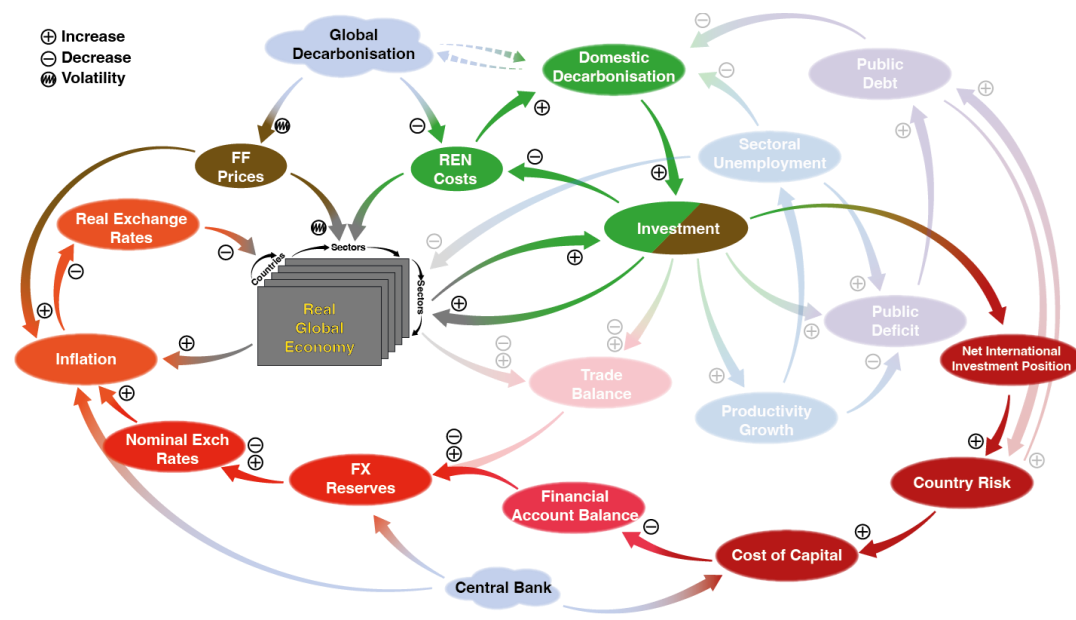 Increase
Decrease
Volatility
Global
Decarbonisation
Domestic
Decarbonisation
Public
Debt
FF
Prices
REN
Costs
Sectoral
Unemployment
Real Exchange
Rates
Investment
Countries
Sectors
Sectors
Real
Global
Economy
Public
Deficit
Inflation
Net International
Investment Position
Trade
Balance
Productivity
Growth
Nominal Exch
Rates
FX
Reserves
Financial
Account Balance
Country Risk
Cost of Capital
Central Bank